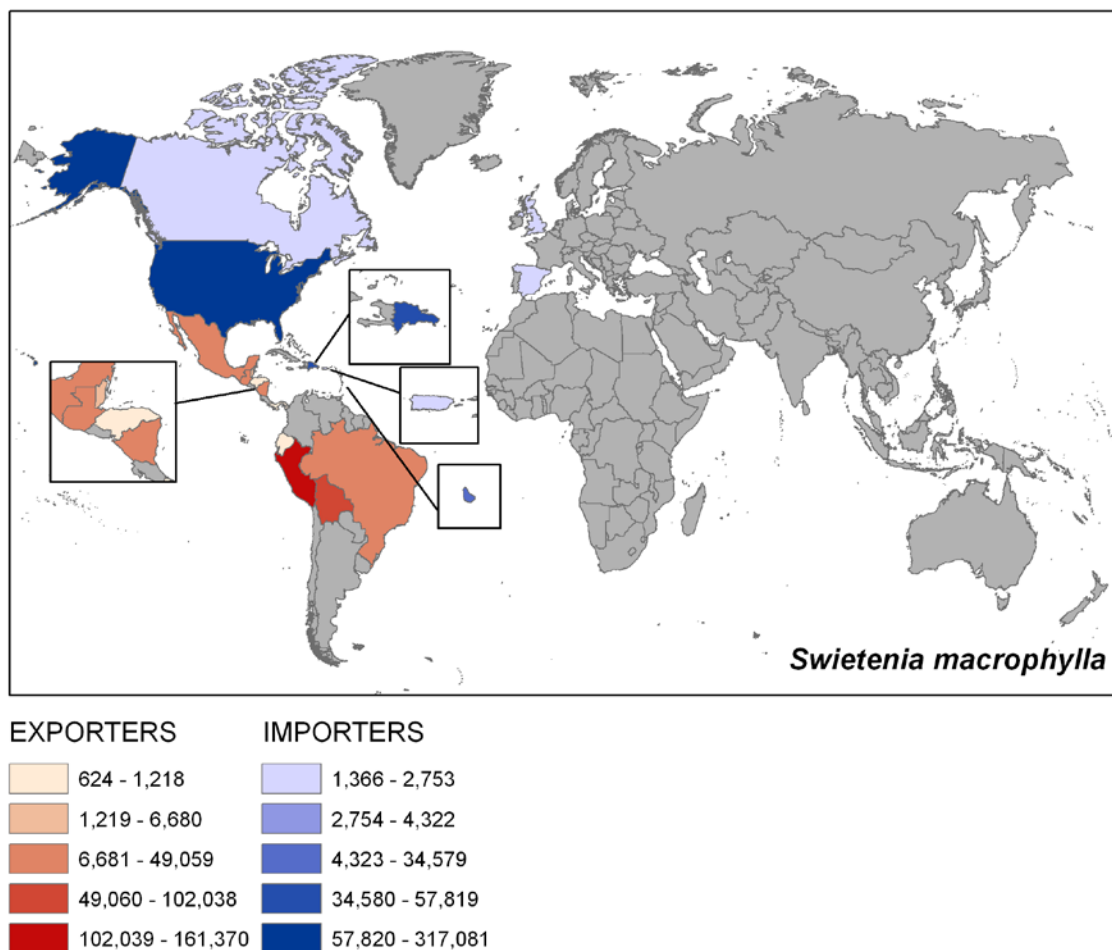 Swietenia macrophylla
EXPORTERS
624 - 1,218
1,219 - 6,680
6,681 - 49,059
49,060 - 102,038
102,039 - 161,370
IMPORTERS
1,366 - 2,753
2,754 - 4,322
4,323 - 34,579
34,580 - 57,819
57,820 - 317,081